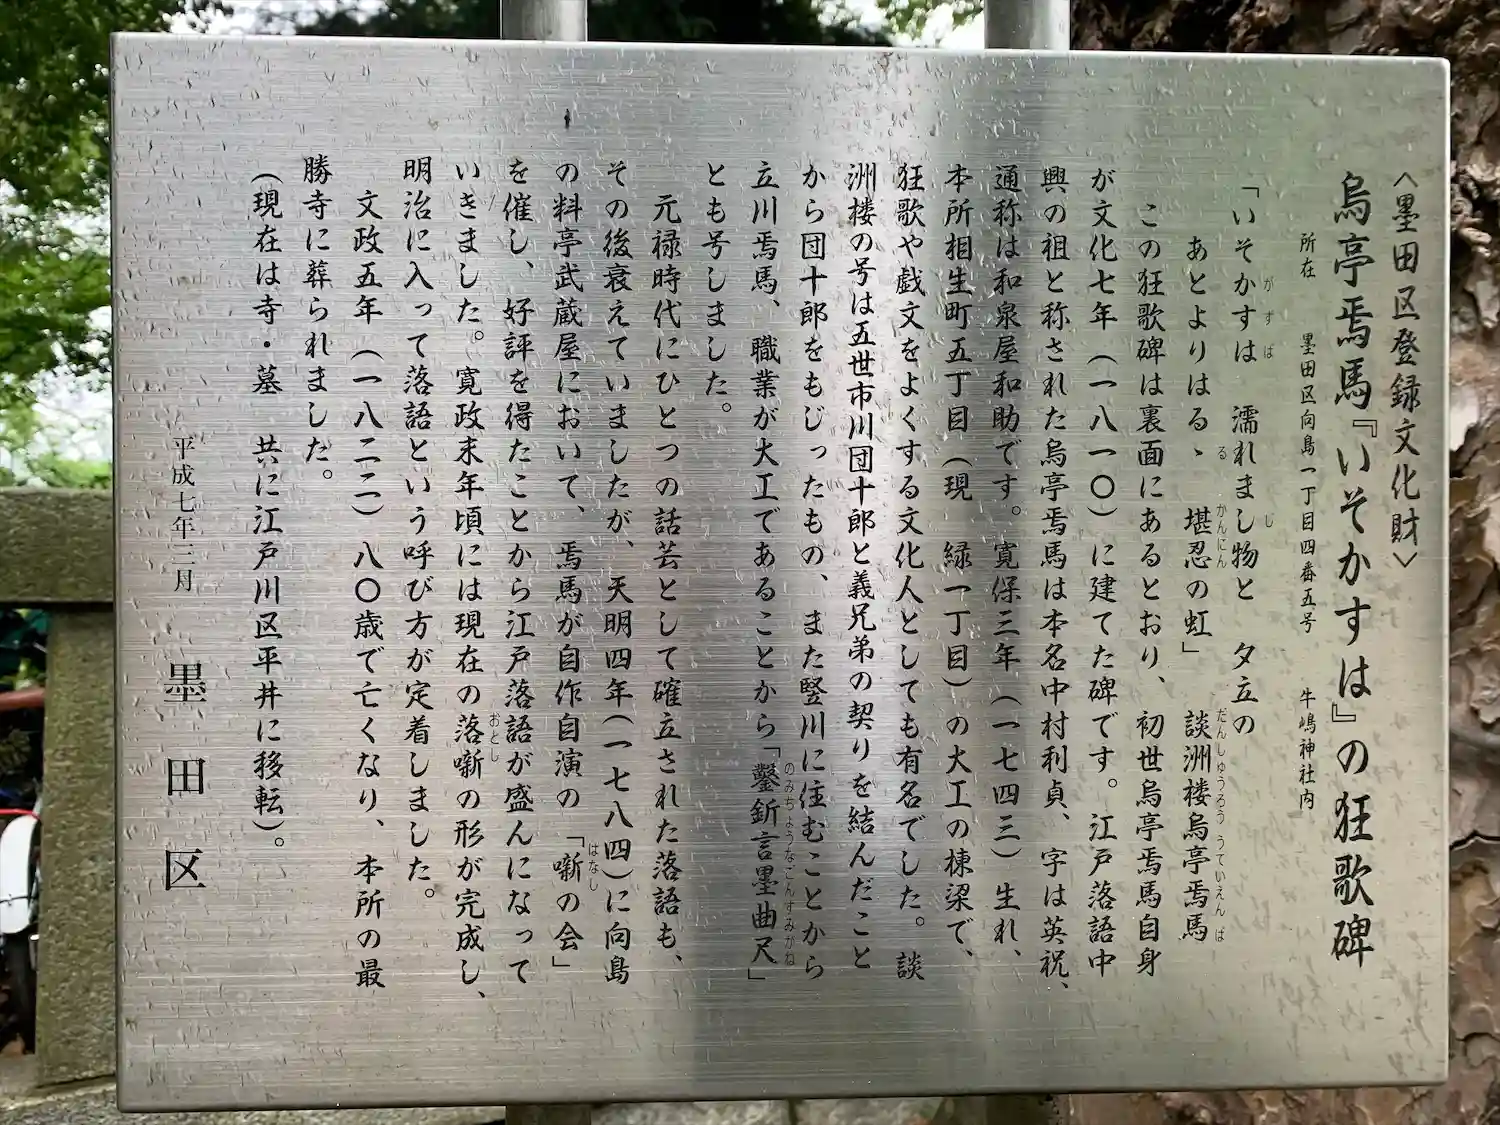 〈墨田区登録文化財〉
烏亭焉馬『いそかすは』の狂歌碑
所在　墨田区向島一丁目四番五号　牛嶋神社内
「いそかすは　濡れまし物と　夕立の
あとよりはるゝ　堪忍の虹」　談洲楼烏亭焉馬
この狂歌碑は裏面にあるとおり、初世烏亭焉馬自身
が文化七年（一八一〇）に建てた碑です。江戸落語中
興の祖と称された烏亭焉馬は本名中村利貞、字は英祝、
通称は和泉屋和助です。寛保三年（一七四三）生れ、
本所相生町五丁目（現　緑一丁目）の大工の棟梁で、
狂歌や戯文をよくする文化人としても有名でした。談
洲楼の号は五世市川団十郎と義兄弟の契りを結んだこと
から団十郎をもじったもの、また竪川に住むことから
立川焉馬、職業が大工であることから「鑿釿言墨曲尺」
とも号しました。
元禄時代にひとつの話芸として確立された落語も、
その後衰えていましたが、天明四年（一七八四）に向島
の料亭武蔵屋において、焉馬が自作自演の「噺の会」
を催し、好評を得たことから江戸落語が盛んになって
いきました。寛政末年頃には現在の落噺の形が完成し、
明治に入って落語という呼び方が定着しました。
文政五年（一八二二）八〇歳で亡くなり、本所の最
勝寺に葬られました。
（現在は寺・墓　共に江戸川区平井に移転）。
平成七年三月
墨田区